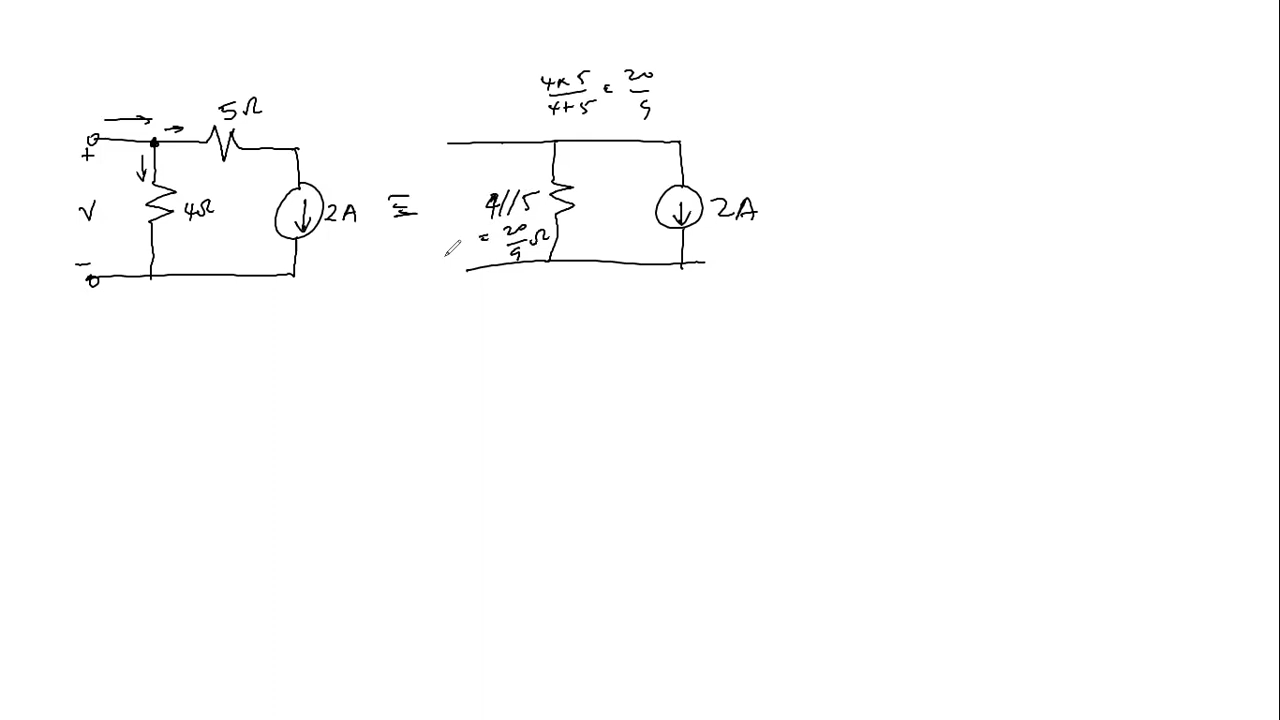 4×5/4+5 = 20/9
5Ω
+
V
4Ω
2A
≡
4//5
= 20/9 Ω
2A
−